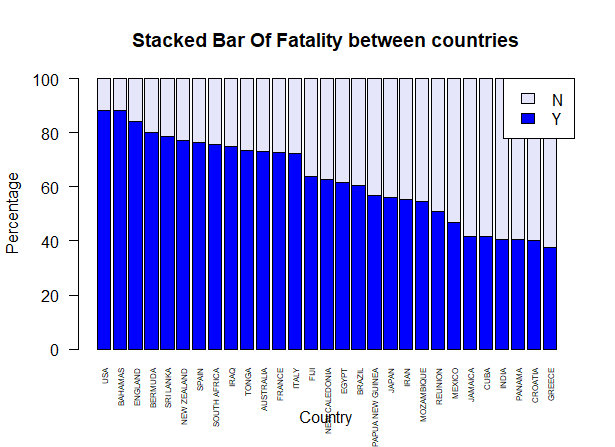 Stacked Bar Of Fatality between countries
N
Y
Percentage
100
80
60
40
20
0
USA
BAHAMAS
ENGLAND
BERMUDA
SRI LANKA
NEW ZEALAND
SPAIN
SOUTH AFRICA
IRAQ
TONGA
AUSTRALIA
FRANCE
ITALY
FIJI
NEW CALEDONIA
EGYPT
BRAZIL
PAPUA NEW GUINEA
JAPAN
IRAN
MOZAMBIQUE
REUNION
MEXICO
JAMAICA
CUBA
INDIA
PANAMA
CROATIA
GREECE
Country